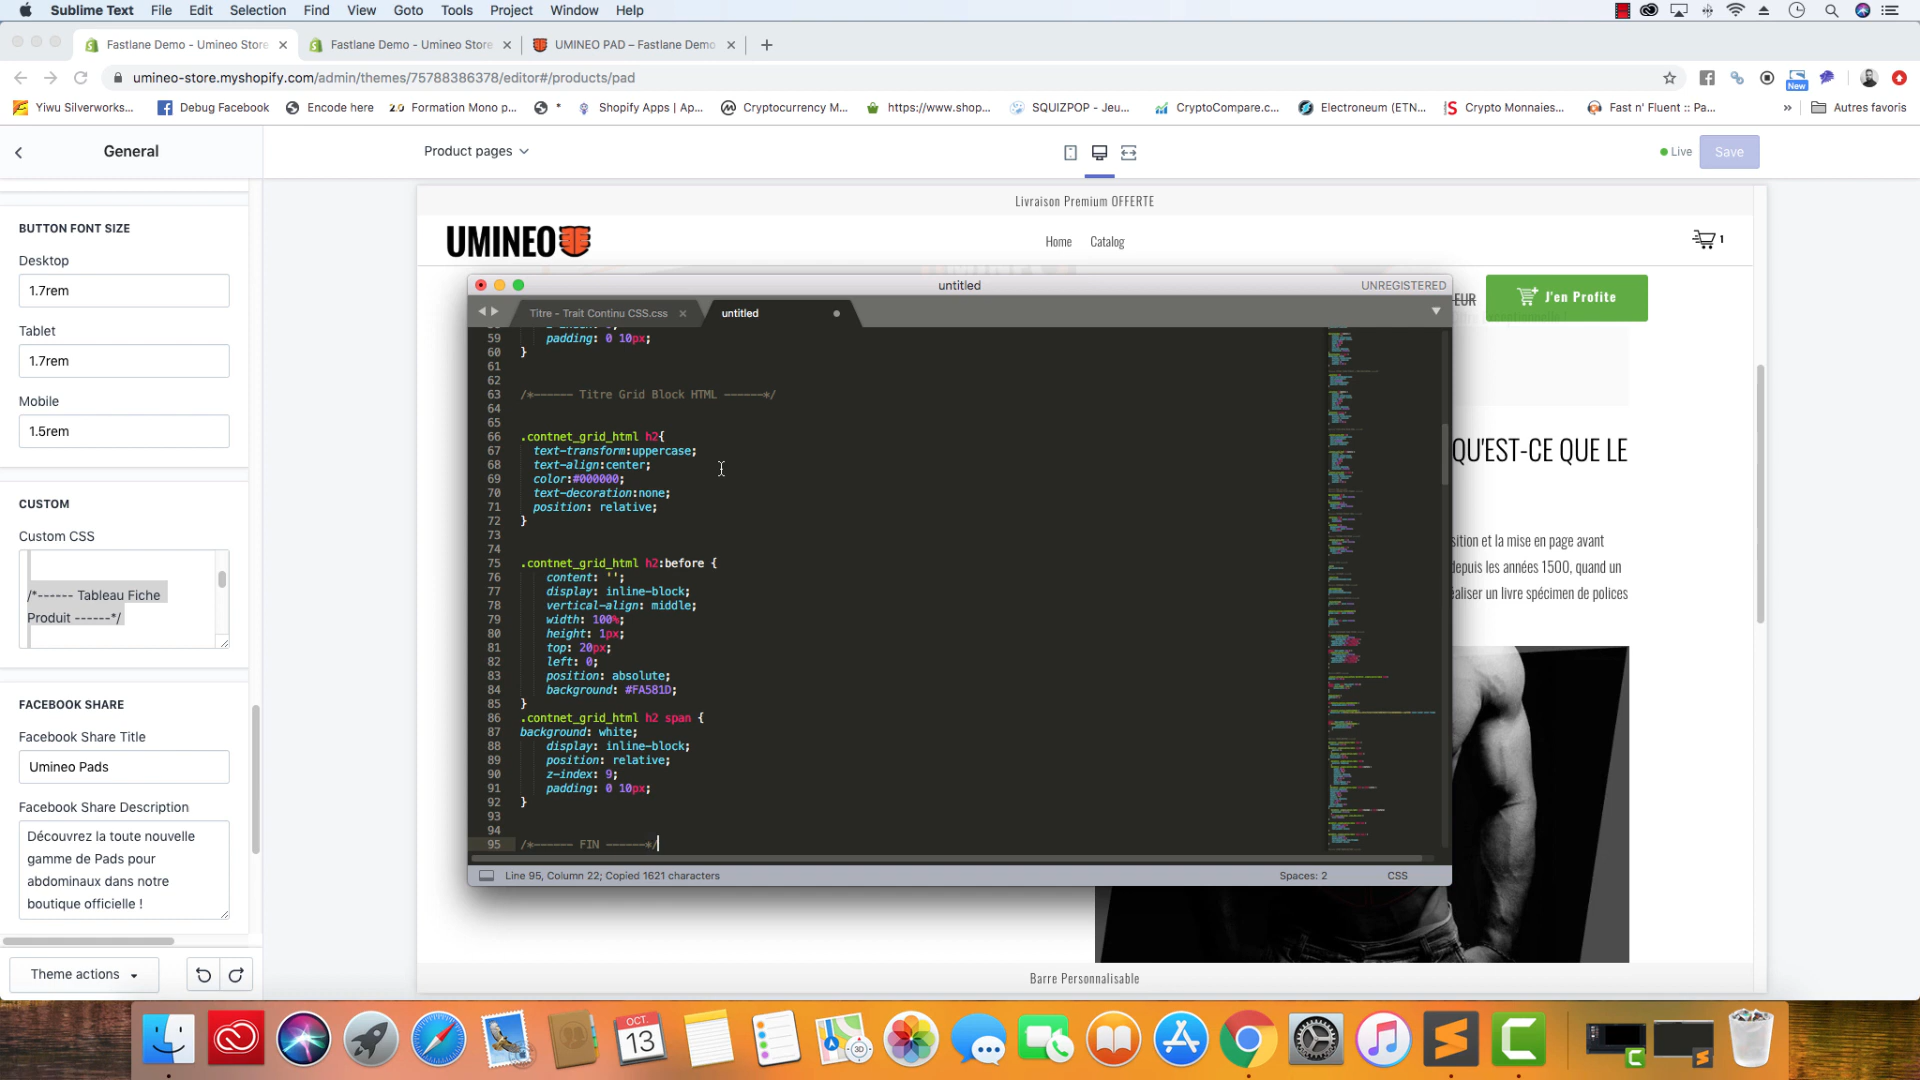 Sublime Text File Edit Selection Find View Goto Tools Project Window Help
Fastlane Demo - Umineo Store
Fastlane Demo - Umineo Store
UMINEO PAD – Fastlane Demo
umineo-store.myshopify.com/admin/themes/75788386378/editor#/products/pad
New
Yiwu Silverworks...
Debug Facebook
Encode here
2.0 Formation Mono p...
*
Shopify Apps | Ap...
Cryptocurrency M...
https://www.shop...
SQUIZPOP - Jeu...
CryptoCompare.c...
Electroneum (ETN...
Crypto Monnaies...
Fast n' Fluent :: Pa...
»
Autres favoris
General
Product pages
Live
Save
BUTTON FONT SIZE
Desktop
1.7rem
Tablet
1.7rem
Mobile
1.5rem
CUSTOM
Custom CSS
/*------ Tableau Fiche
Produit ------*/
FACEBOOK SHARE
Facebook Share Title
Umineo Pads
Facebook Share Description
Découvrez la toute nouvelle
gamme de Pads pour
abdominaux dans notre
boutique officielle !
Theme actions
Livraison Premium OFFERTE
UMINEO
Home Catalog
1
EUR
J'en Profite
QU'EST-CE QUE LE
sition et la mise en page avant
depuis les années 1500, quand un
éaliser un livre spécimen de polices
Barre Personnalisable
untitled
UNREGISTERED
Titre - Trait Continu CSS.css
untitled
59 padding: 0 10px;
60 }
61
62
63 /*------ Titre Grid Block HTML ------*/
64
65
66 .contnet_grid_html h2{
67 text-transform:uppercase;
68 text-align:center;
69 color:#000000;
70 text-decoration:none;
71 position: relative;
72 }
73
74
75 .contnet_grid_html h2:before {
76 content: '';
77 display: inline-block;
78 vertical-align: middle;
79 width: 100%;
80 height: 1px;
81 top: 20px;
82 left: 0;
83 position: absolute;
84 background: #FA581D;
85 }
86 .contnet_grid_html h2 span {
87 background: white;
88 display: inline-block;
89 position: relative;
90 z-index: 9;
91 padding: 0 10px;
92 }
93
94
95 /*------ FIN ------*/
Line 95, Column 22; Copied 1621 characters
Spaces: 2
CSS
OCT.
13
3D